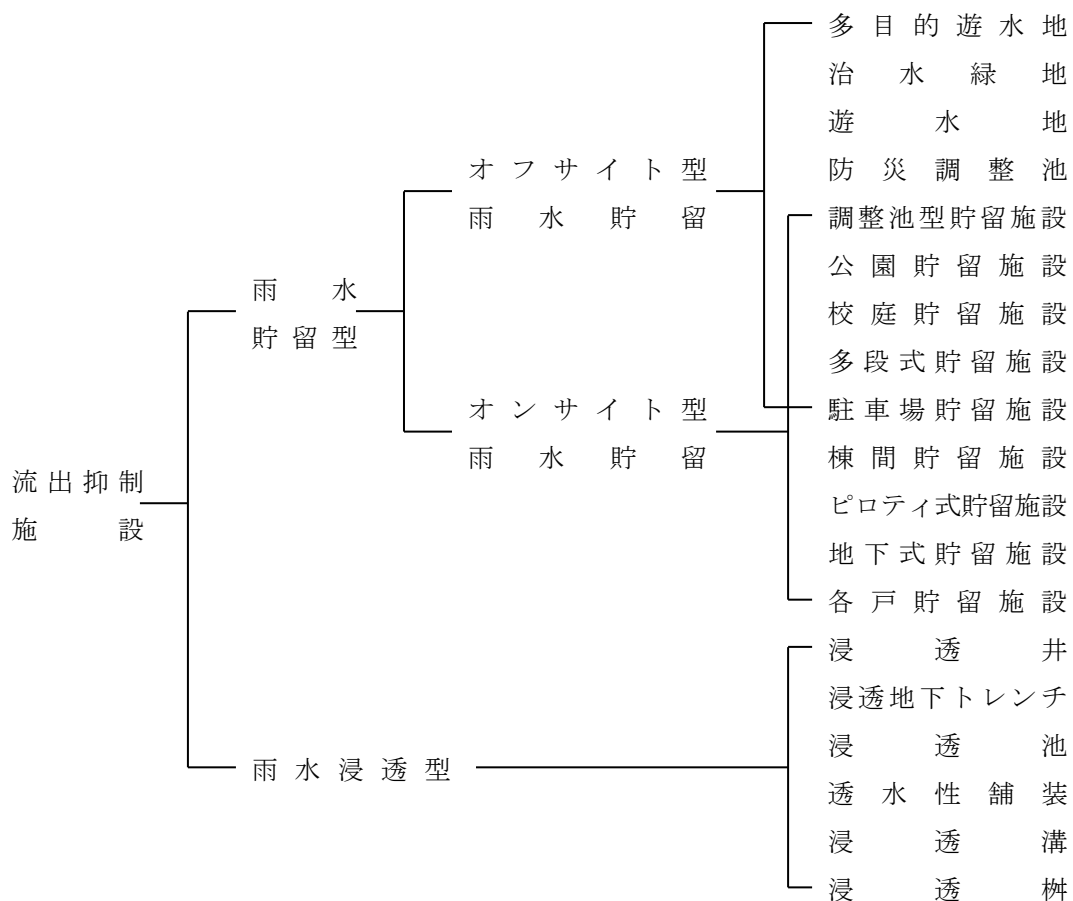 多目的遊水地
治水緑地
遊水地
防災調整池
オフサイト型
雨水貯留
調整池型貯留施設
公園貯留施設
校庭貯留施設
多段式貯留施設
駐車場貯留施設
棟間貯留施設
ピロティ式貯留施設
地下式貯留施設
各戸貯留施設
雨水
貯留型
オンサイト型
雨水貯留
流出抑制
施設
浸透井
浸透地下トレンチ
浸透池
透水性舗装
浸透溝
浸透桝
雨水浸透型